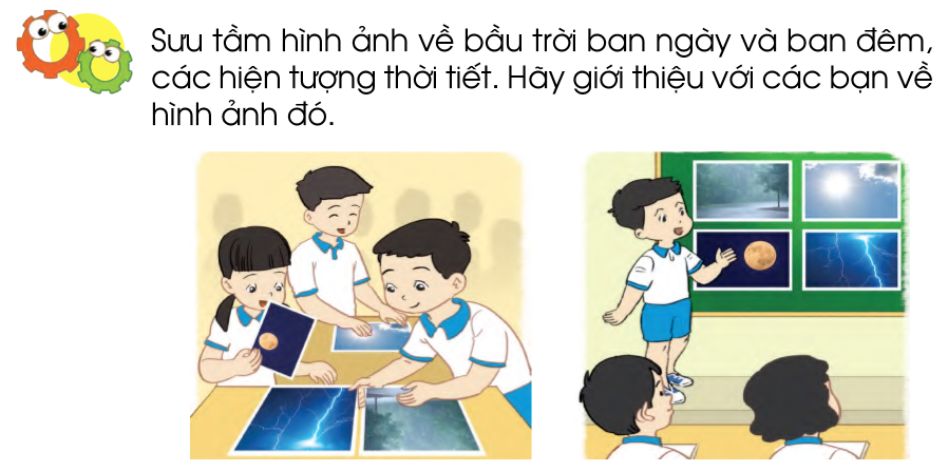 Sưu tầm hình ảnh về bầu trời ban ngày và ban đêm,
các hiện tượng thời tiết. Hãy giới thiệu với các bạn về
hình ảnh đó.